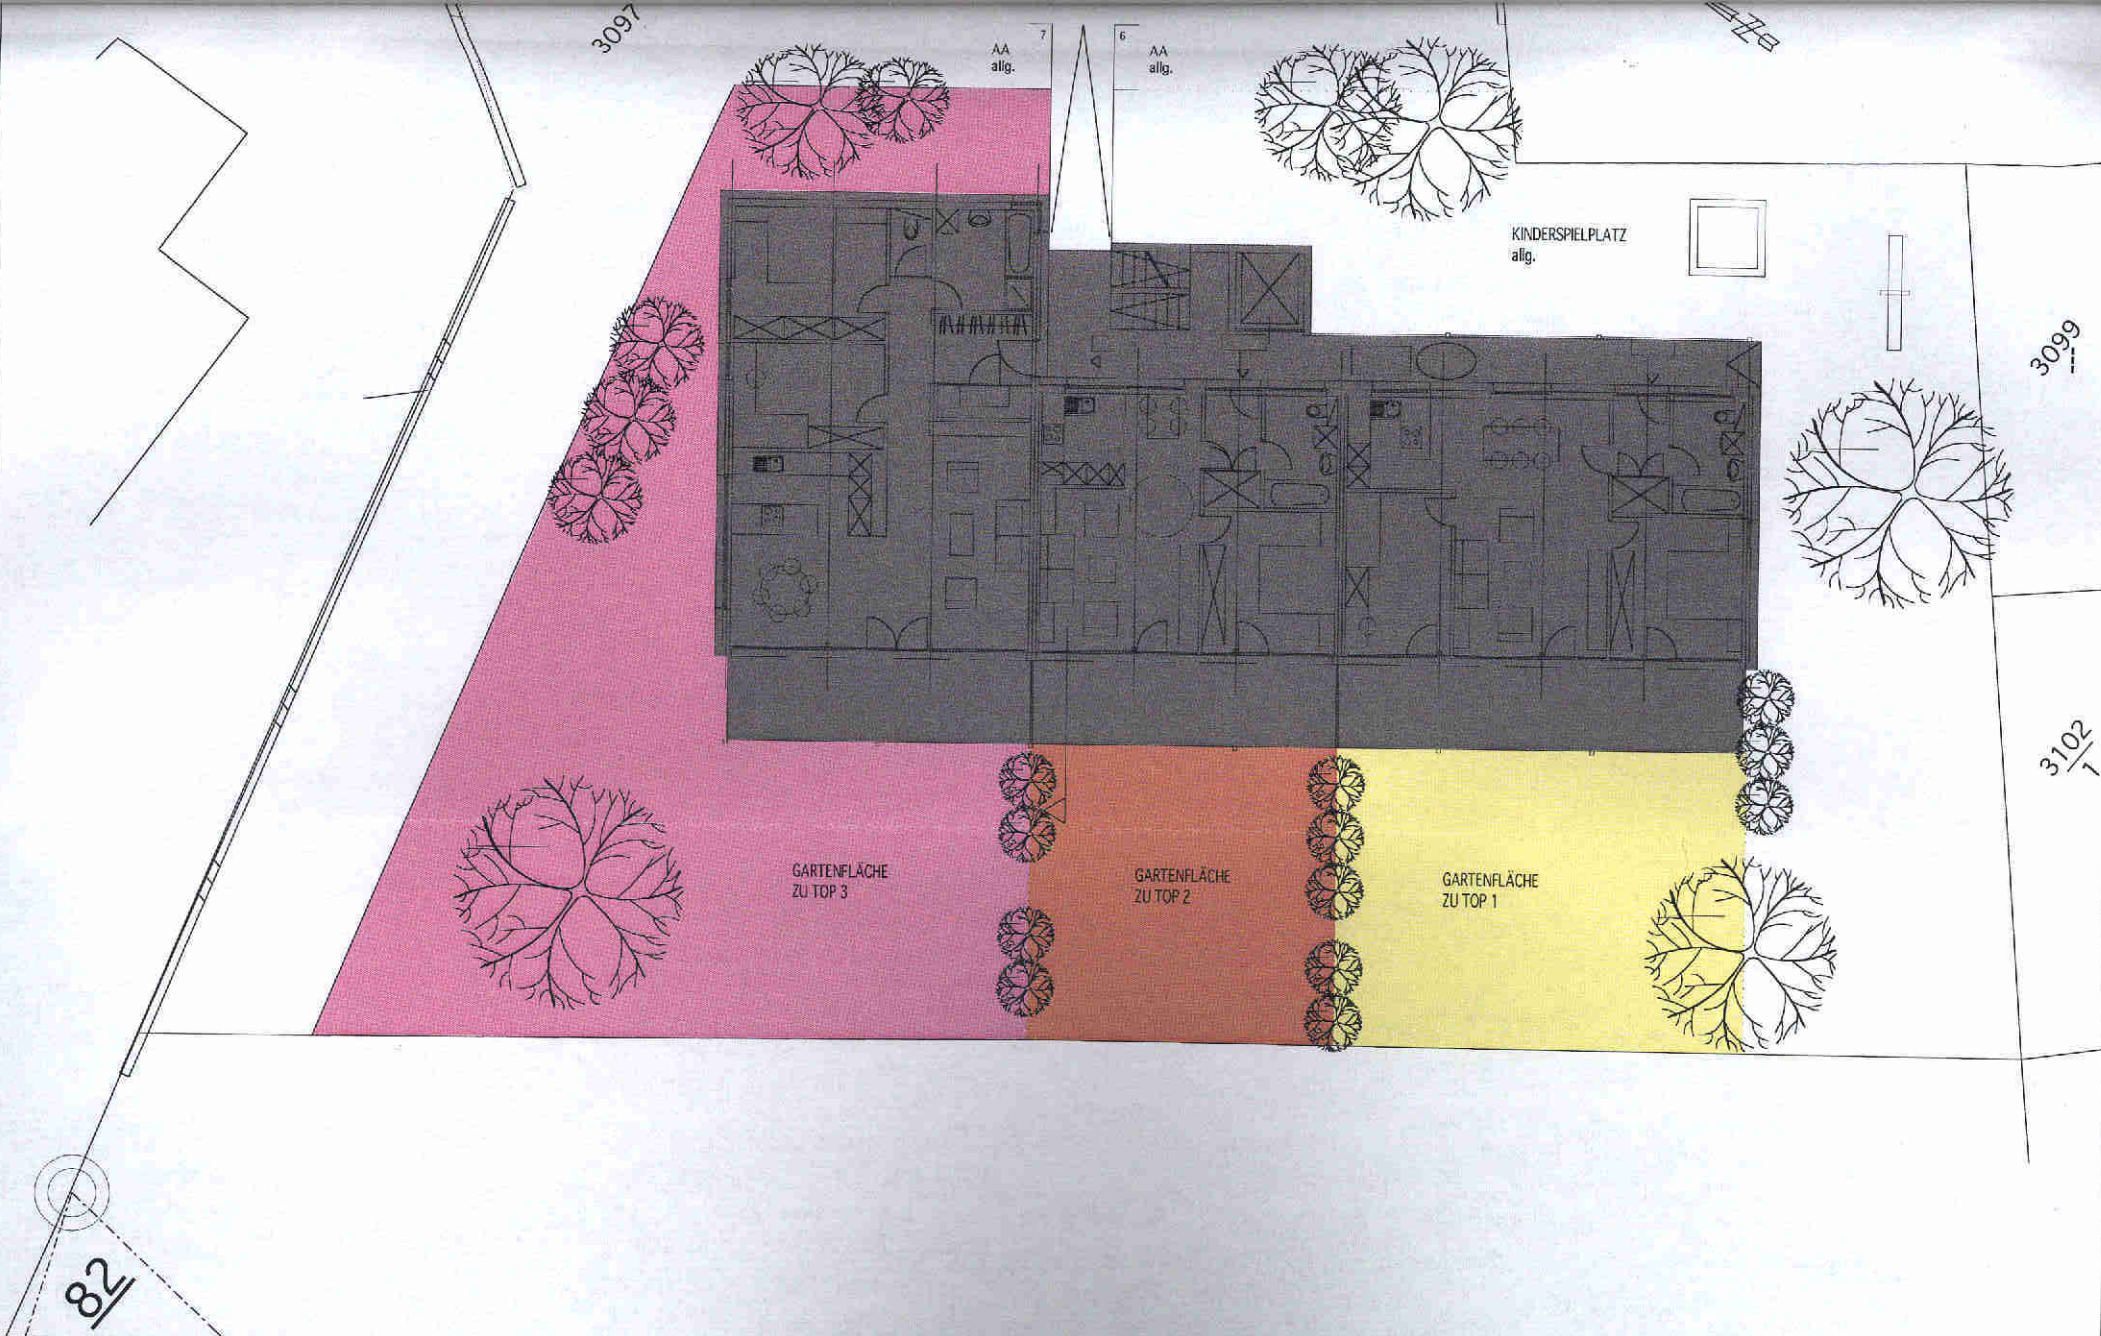 3097
AA
allg.
7
6
AA
allg.
KINDERSPIELPLATZ
allg.
3099
3102
1
GARTENFLÄCHE
ZU TOP 3
GARTENFLÄCHE
ZU TOP 2
GARTENFLÄCHE
ZU TOP 1
82